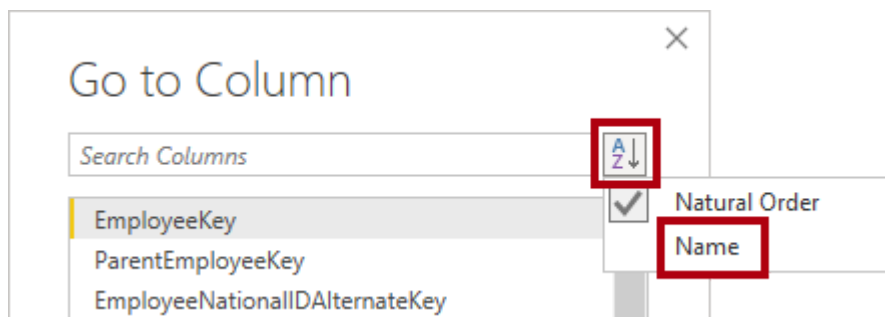 Go to Column
Search Columns
A
Z
Natural Order
EmployeeKey
Name
ParentEmployeeKey
EmployeeNationalIDAlternateKey